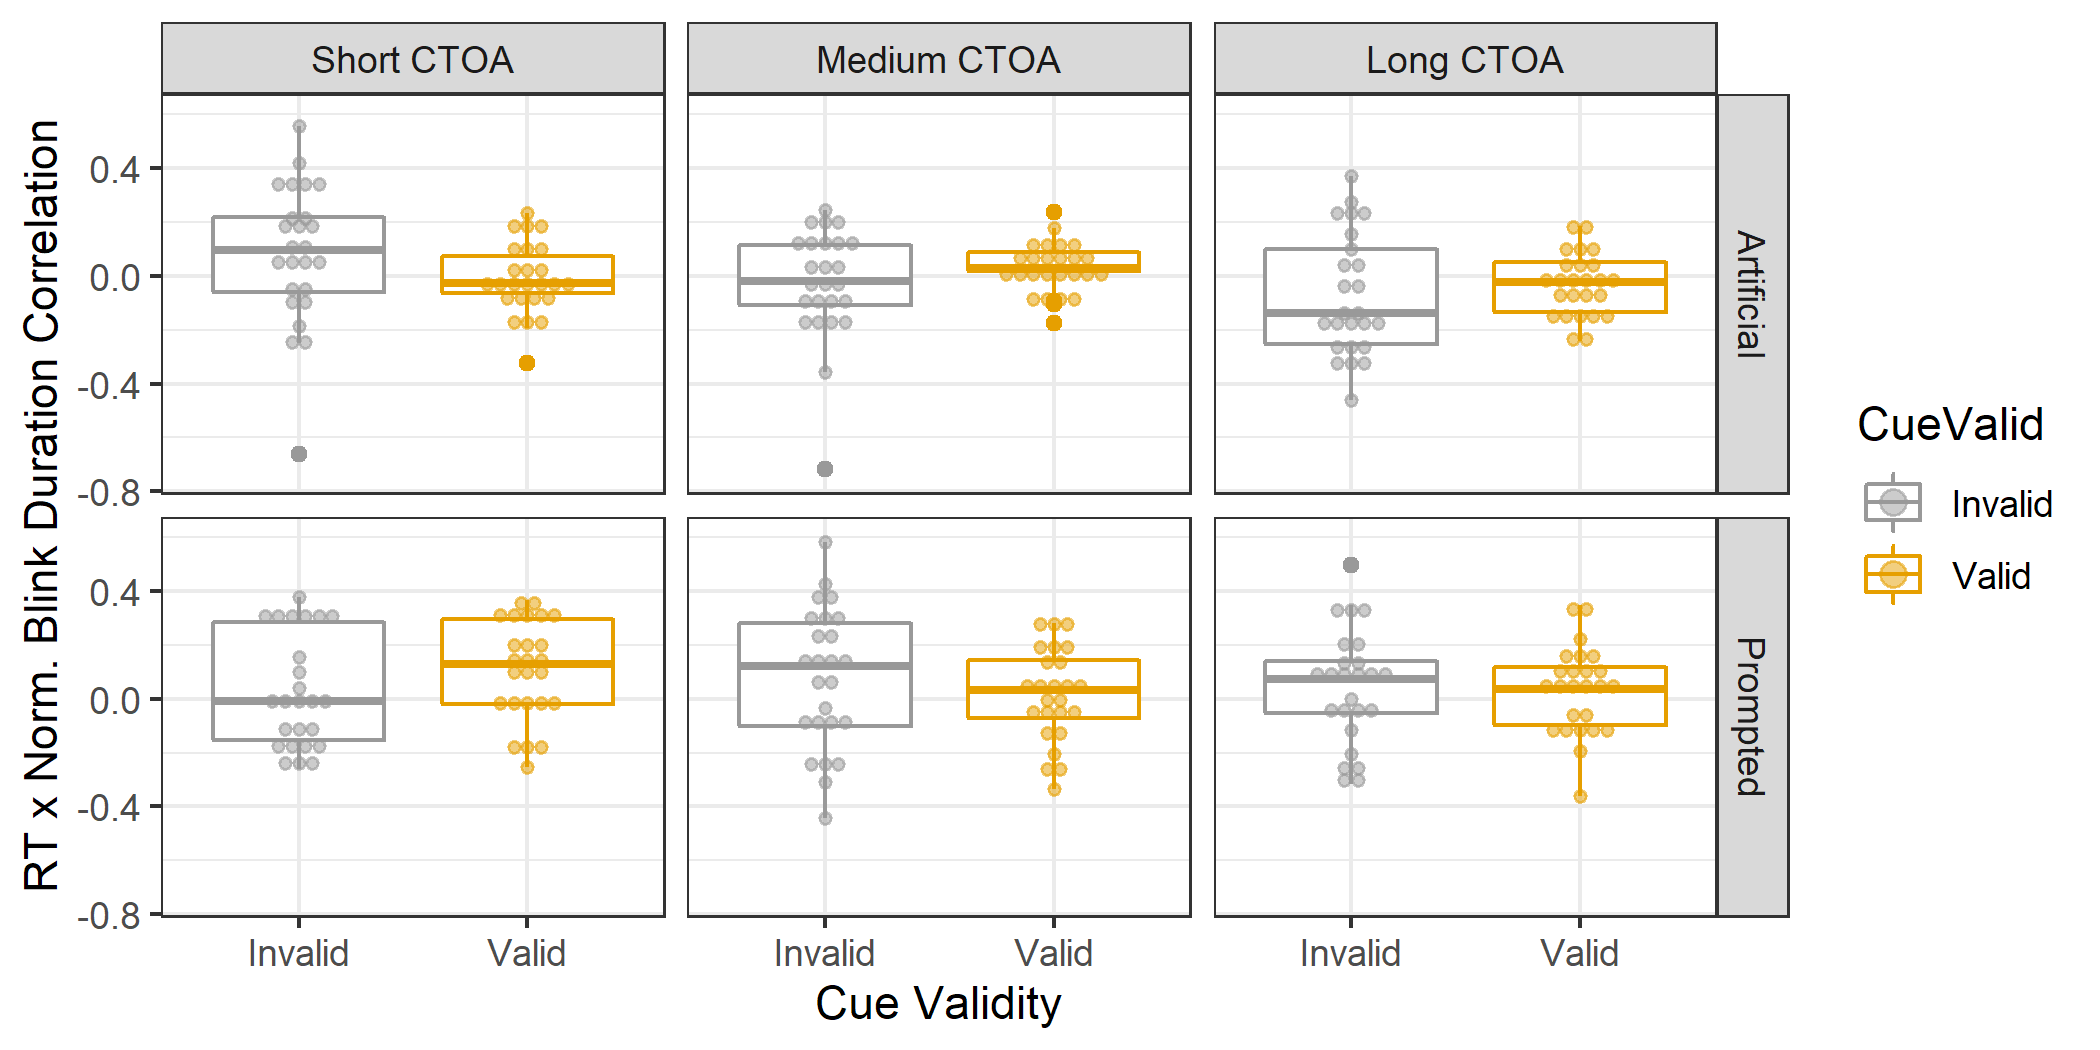 Short CTOA
Medium CTOA
Long CTOA
RT x Norm. Blink Duration Correlation
0.4
0.0
-0.4
-0.8
Artificial
0.4
0.0
-0.4
-0.8
Prompted
Invalid
Valid
Invalid
Valid
Invalid
Valid
Cue Validity
CueValid
Invalid
Valid